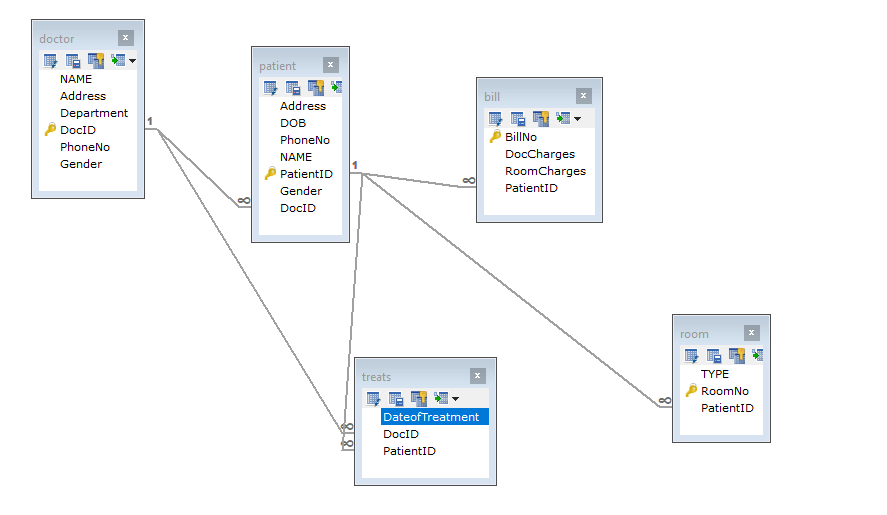 doctor
x
NAME
Address
Department
DocID
PhoneNo
Gender
1
∞
patient
x
Address
DOB
PhoneNo
NAME
PatientID
Gender
DocID
1
∞
bill
x
BillNo
DocCharges
RoomCharges
PatientID
treats
x
DateofTreatment
DocID
PatientID
∞
∞
room
x
TYPE
RoomNo
PatientID
∞